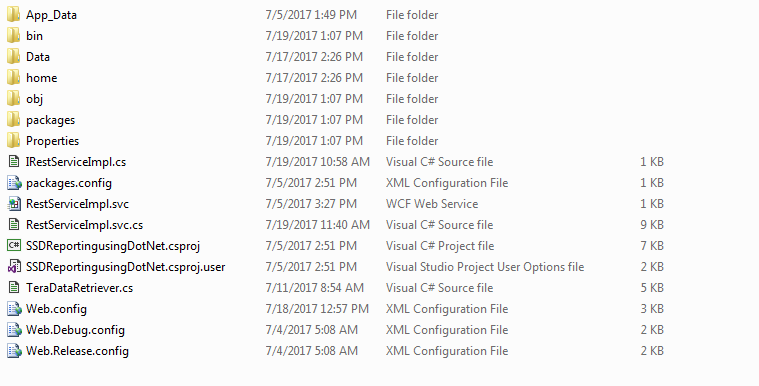 App_Data 7/5/2017 1:49 PM File folder
bin 7/19/2017 1:07 PM File folder
Data 7/17/2017 2:26 PM File folder
home 7/17/2017 2:26 PM File folder
obj 7/19/2017 1:07 PM File folder
packages 7/19/2017 1:07 PM File folder
Properties 7/19/2017 1:07 PM File folder
IRestServiceImpl.cs 7/19/2017 10:58 AM Visual C# Source file 1 KB
packages.config 7/5/2017 2:51 PM XML Configuration File 1 KB
RestServiceImpl.svc 7/5/2017 3:27 PM WCF Web Service 1 KB
RestServiceImpl.svc.cs 7/19/2017 11:40 AM Visual C# Source file 9 KB
C# SSDReportingusingDotNet.csproj 7/5/2017 2:51 PM Visual C# Project file 7 KB
SSDReportingusingDotNet.csproj.user 7/5/2017 2:51 PM Visual Studio Project User Options file 2 KB
TeraDataRetriever.cs 7/11/2017 8:54 AM Visual C# Source file 5 KB
Web.config 7/18/2017 12:57 PM XML Configuration File 3 KB
Web.Debug.config 7/4/2017 5:08 AM XML Configuration File 2 KB
Web.Release.config 7/4/2017 5:08 AM XML Configuration File 2 KB